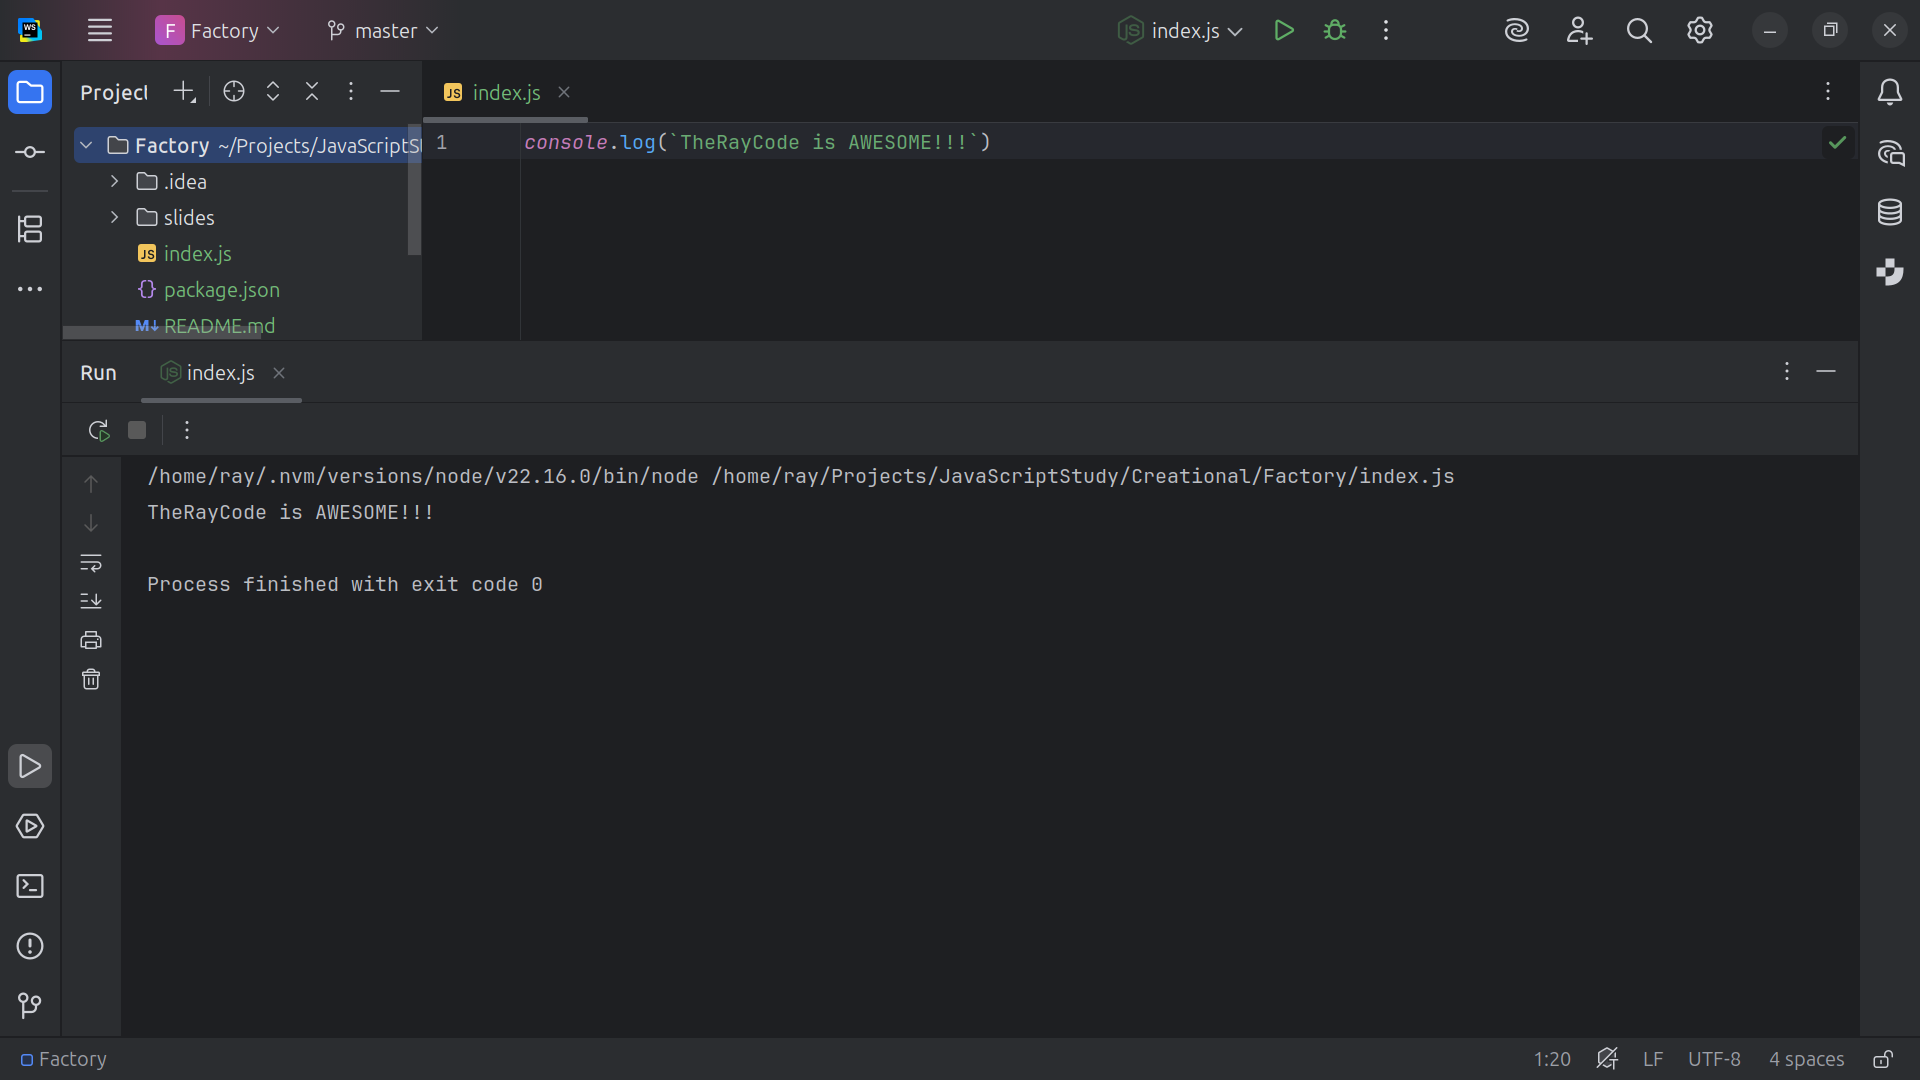 Factory
master
index.js
Project
index.js
Factory ~/Projects/JavaScriptSt
.idea
slides
index.js
package.json
README.md
1 console.log(`TheRayCode is AWESOME!!!`)
Run index.js
/home/ray/.nvm/versions/node/v22.16.0/bin/node /home/ray/Projects/JavaScriptStudy/Creational/Factory/index.js
TheRayCode is AWESOME!!!
Process finished with exit code 0
Factory
1:20 LF UTF-8 4 spaces